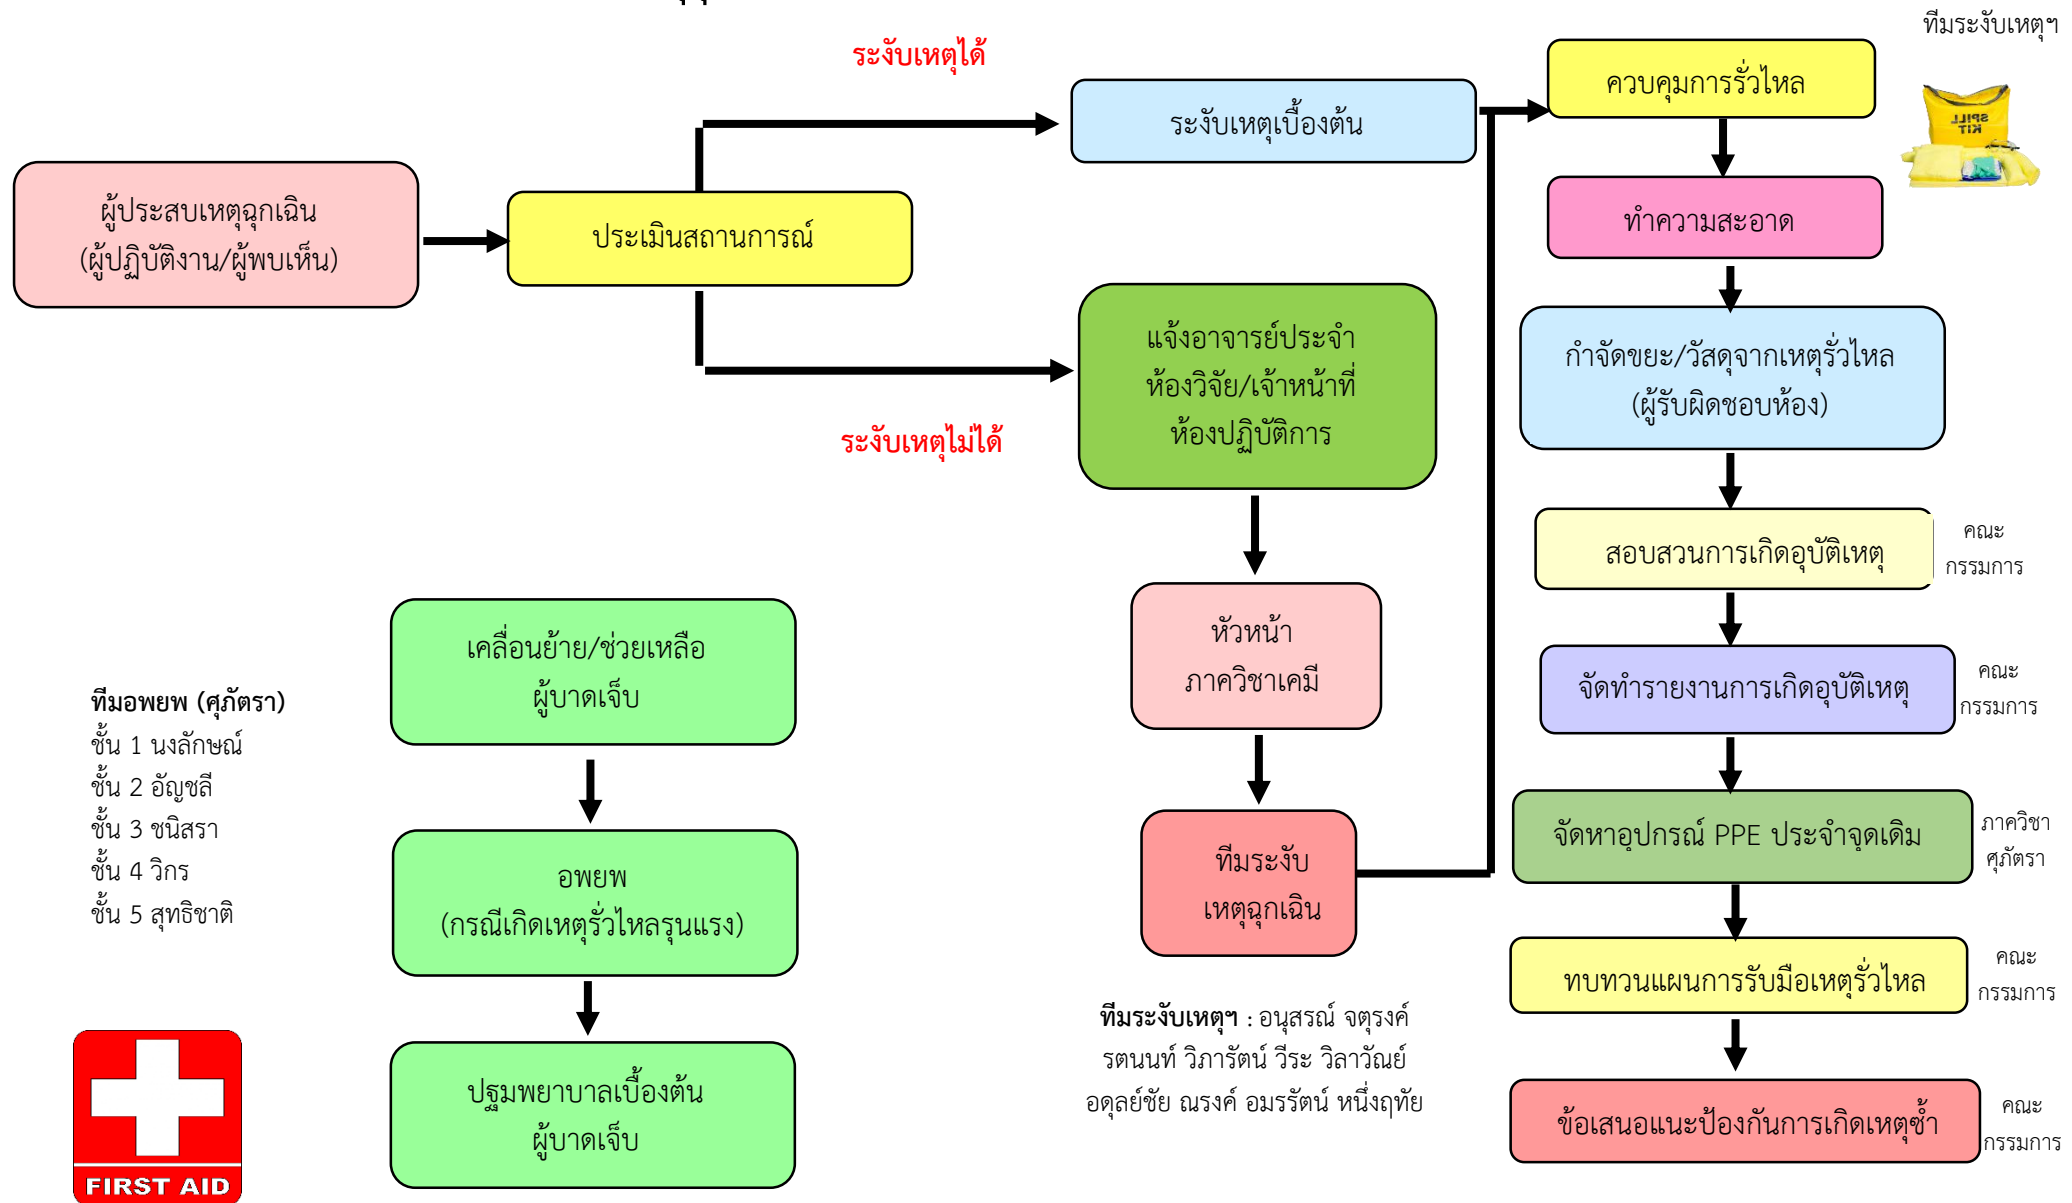 ทีมระงับเหตุฯ
ระงับเหตุได้
ควบคุมการรั่วไหล
SPILL
KIT
ระงับเหตุเบื้องต้น
ผู้ประสบเหตุฉุกเฉิน
(ผู้ปฏิบัติงาน/ผู้พบเห็น)
ประเมินสถานการณ์
ทำความสะอาด
แจ้งอาจารย์ประจำ
ห้องวิจัย/เจ้าหน้าที่
ห้องปฏิบัติการ
กำจัดขยะ/วัสดุจากเหตุรั่วไหล
(ผู้รับผิดชอบห้อง)
ระงับเหตุไม่ได้
สอบสวนการเกิดอุบัติเหตุ
คณะ
กรรมการ
เคลื่อนย้าย/ช่วยเหลือ
ผู้บาดเจ็บ
หัวหน้า
ภาควิชาเคมี
จัดทำรายงานการเกิดอุบัติเหตุ
คณะ
กรรมการ
ทีมอพยพ (ศุภัตรา)
ชั้น 1 นงลักษณ์
ชั้น 2 อัญชลี
ชั้น 3 ชนิสรา
ชั้น 4 วิกร
ชั้น 5 สุทธิชาติ
อพยพ
(กรณีเกิดเหตุรั่วไหลรุนแรง)
ทีมระงับ
เหตุฉุกเฉิน
จัดหาอุปกรณ์ PPE ประจำจุดเดิม
ภาควิชา
ศุภัตรา
ทบทวนแผนการรับมือเหตุรั่วไหล
คณะ
กรรมการ
ทีมระงับเหตุฯ : อนุสรณ์ จตุรงค์
รตนนท์ วิภารัตน์ วีระ วิลาวัณย์
อดุลย์ชัย ณรงค์ อมรรัตน์ หนึ่งฤทัย
ปฐมพยาบาลเบื้องต้น
ผู้บาดเจ็บ
ข้อเสนอแนะป้องกันการเกิดเหตุซ้ำ
คณะ
กรรมการ
FIRST AID